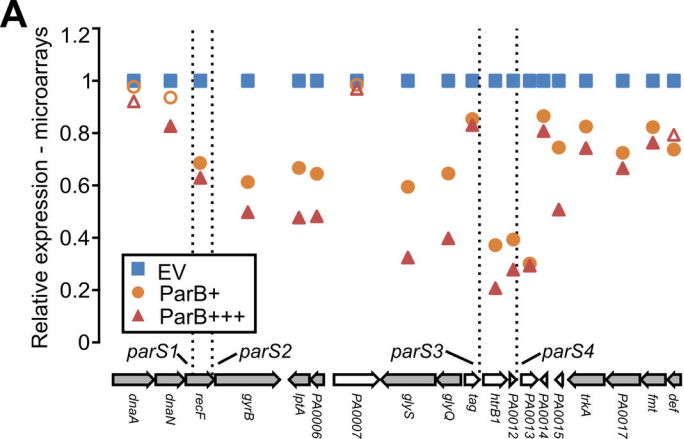 A
Relative expression - microarrays
1.2
1
0.8
0.6
0.4
0.2
0
EV
ParB+
ParB+++
parS1 parS2 parS3 parS4
dnaA dnaN recF gyrB lptA PA0006 PA0007 glyS glyQ tag htrB1 PA0012 PA0013 PA0014 PA0015 trkA PA0017 fmt def